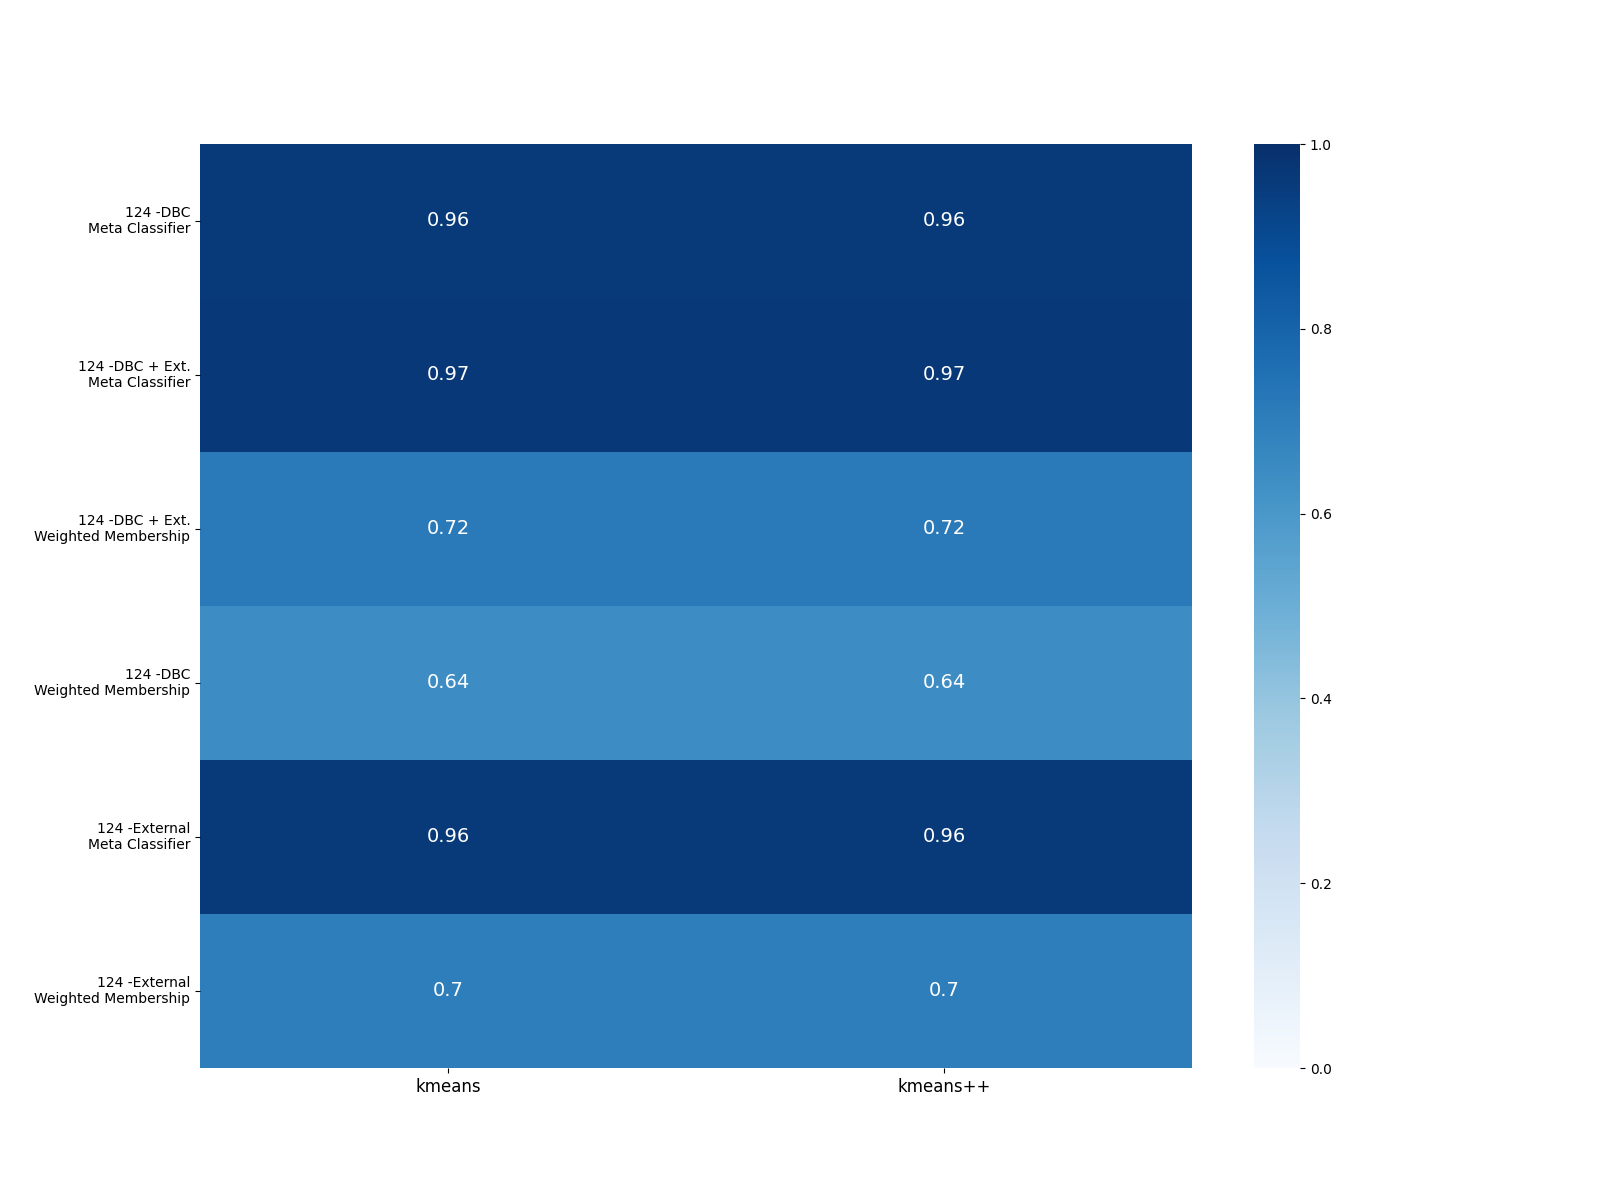 124 -DBC
Meta Classifier
0.96 0.96
124 -DBC + Ext.
Meta Classifier
0.97 0.97
124 -DBC + Ext.
Weighted Membership
0.72 0.72
124 -DBC
Weighted Membership
0.64 0.64
124 -External
Meta Classifier
0.96 0.96
124 -External
Weighted Membership
0.7 0.7
kmeans kmeans++
1.0
0.8
0.6
0.4
0.2
0.0